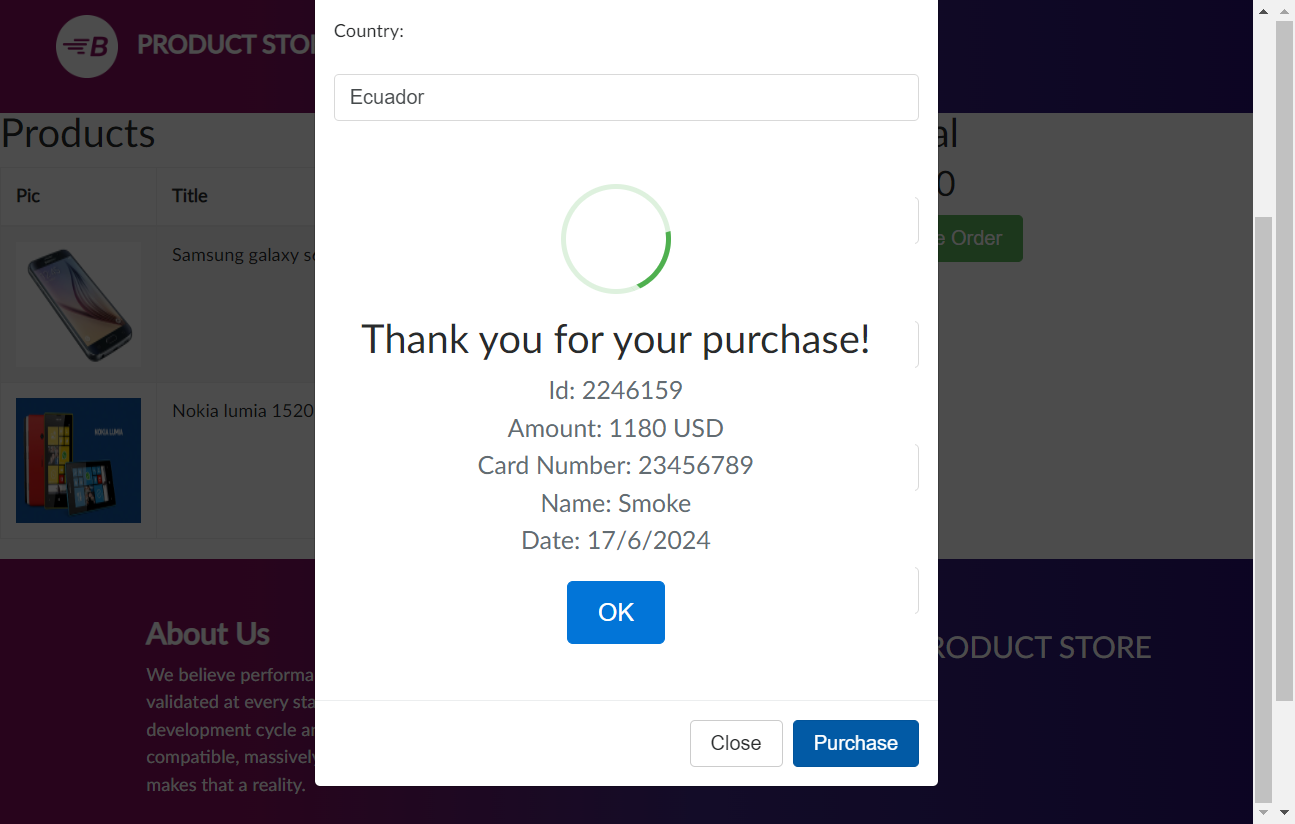 Country:
B PRODUCT STO
Ecuador
Products
al
0
Pic Title
Samsung galaxy s
e Order
Thank you for your purchase!
Id: 2246159
Amount: 1180 USD
Nokia lumia 1520
NOKIA LUMIA
Card Number: 23456789
Name: Smoke
Date: 17/6/2024
OK
About Us
RODUCT STORE
We believe performa
validated at every sta
development cycle a
compatible, massively
makes that a reality.
Close Purchase